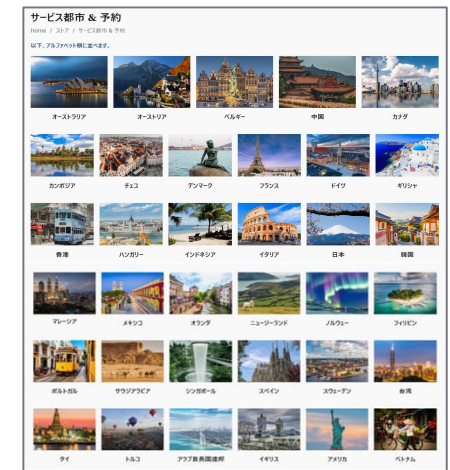 サービス都市 & 予約
Home / ストア / サービス都市 & 予約
以下、アルファベット順に並べます。
オーストラリア オーストリア ベルギー 中国 カナダ
カンボジア チェコ デンマーク フランス ドイツ ギリシャ
香港 ハンガリー インドネシア イタリア 日本 韓国
マレーシア メキシコ オランダ ニュージーランド ノルウェー フィリピン
ポルトガル サウジアラビア シンガポール スペイン スウェーデン 台湾
タイ トルコ アラブ首長国連邦 イギリス アメリカ ベトナム